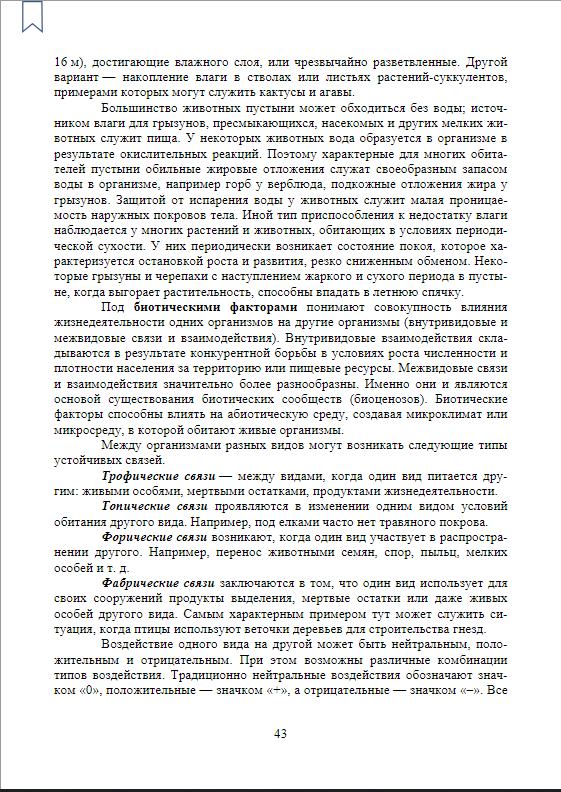 16 м), достигающие влажного слоя, или чрезвычайно разветвленные. Другой
вариант — накопление влаги в стволах или листьях растений-суккулентов,
примерами которых могут служить кактусы и агавы.
Большинство животных пустыни может обходиться без воды; источ-
ником влаги для грызунов, пресмыкающихся, насекомых и других мелких жи-
вотных служит пища. У некоторых животных вода образуется в организме в
результате окислительных реакций. Поэтому характерные для многих обита-
телей пустыни обильные жировые отложения служат своеобразным запасом
воды в организме, например горб у верблюда, подкожные отложения жира у
грызунов. Защитой от испарения воды у животных служит малая проницае-
мость наружных покровов тела. Иной тип приспособления к недостатку влаги
наблюдается у многих растений и животных, обитающих в условиях периоди-
ческой сухости. У них периодически возникает состояние покоя, которое ха-
рактеризуется остановкой роста и развития, резко сниженным обменом. Неко-
торые грызуны и черепахи с наступлением жаркого и сухого периода в пусты-
не, когда выгорает растительность, способны впадать в летнюю спячку.
Под биотическими факторами понимают совокупность влияния
жизнедеятельности одних организмов на другие организмы (внутривидовые и
межвидовые связи и взаимодействия). Внутривидовые взаимодействия скла-
дываются в результате конкурентной борьбы в условиях роста численности и
плотности населения за территорию или пищевые ресурсы. Межвидовые связи
и взаимодействия значительно более разнообразны. Именно они и являются
основой существования биотических сообществ (биоценозов). Биотические
факторы способны влиять на абиотическую среду, создавая микроклимат или
микросреду, в которой обитают живые организмы.
Между организмами разных видов могут возникать следующие типы
устойчивых связей.
Трофические связи — между видами, когда один вид питается дру-
гим: живыми особями, мертвыми остатками, продуктами жизнедеятельности.
Топические связи проявляются в изменении одним видом условий
обитания другого вида. Например, под елками часто нет травяного покрова.
Форические связи возникают, когда один вид участвует в распростра-
нении другого. Например, перенос животными семян, спор, пыльц, мелких
особей и т. д.
Фабрические связи заключаются в том, что один вид использует для
своих сооружений продукты выделения, мертвые остатки или даже живых
особей другого вида. Самым характерным примером тут может служить си-
туация, когда птицы используют веточки деревьев для строительства гнезд.
Воздействие одного вида на другой может быть нейтральным, поло-
жительным и отрицательным. При этом возможны различные комбинации
типов воздействия. Традиционно нейтральные воздействия обозначают знач-
ком «0», положительные — значком «+», а отрицательные — значком «–». Все
43